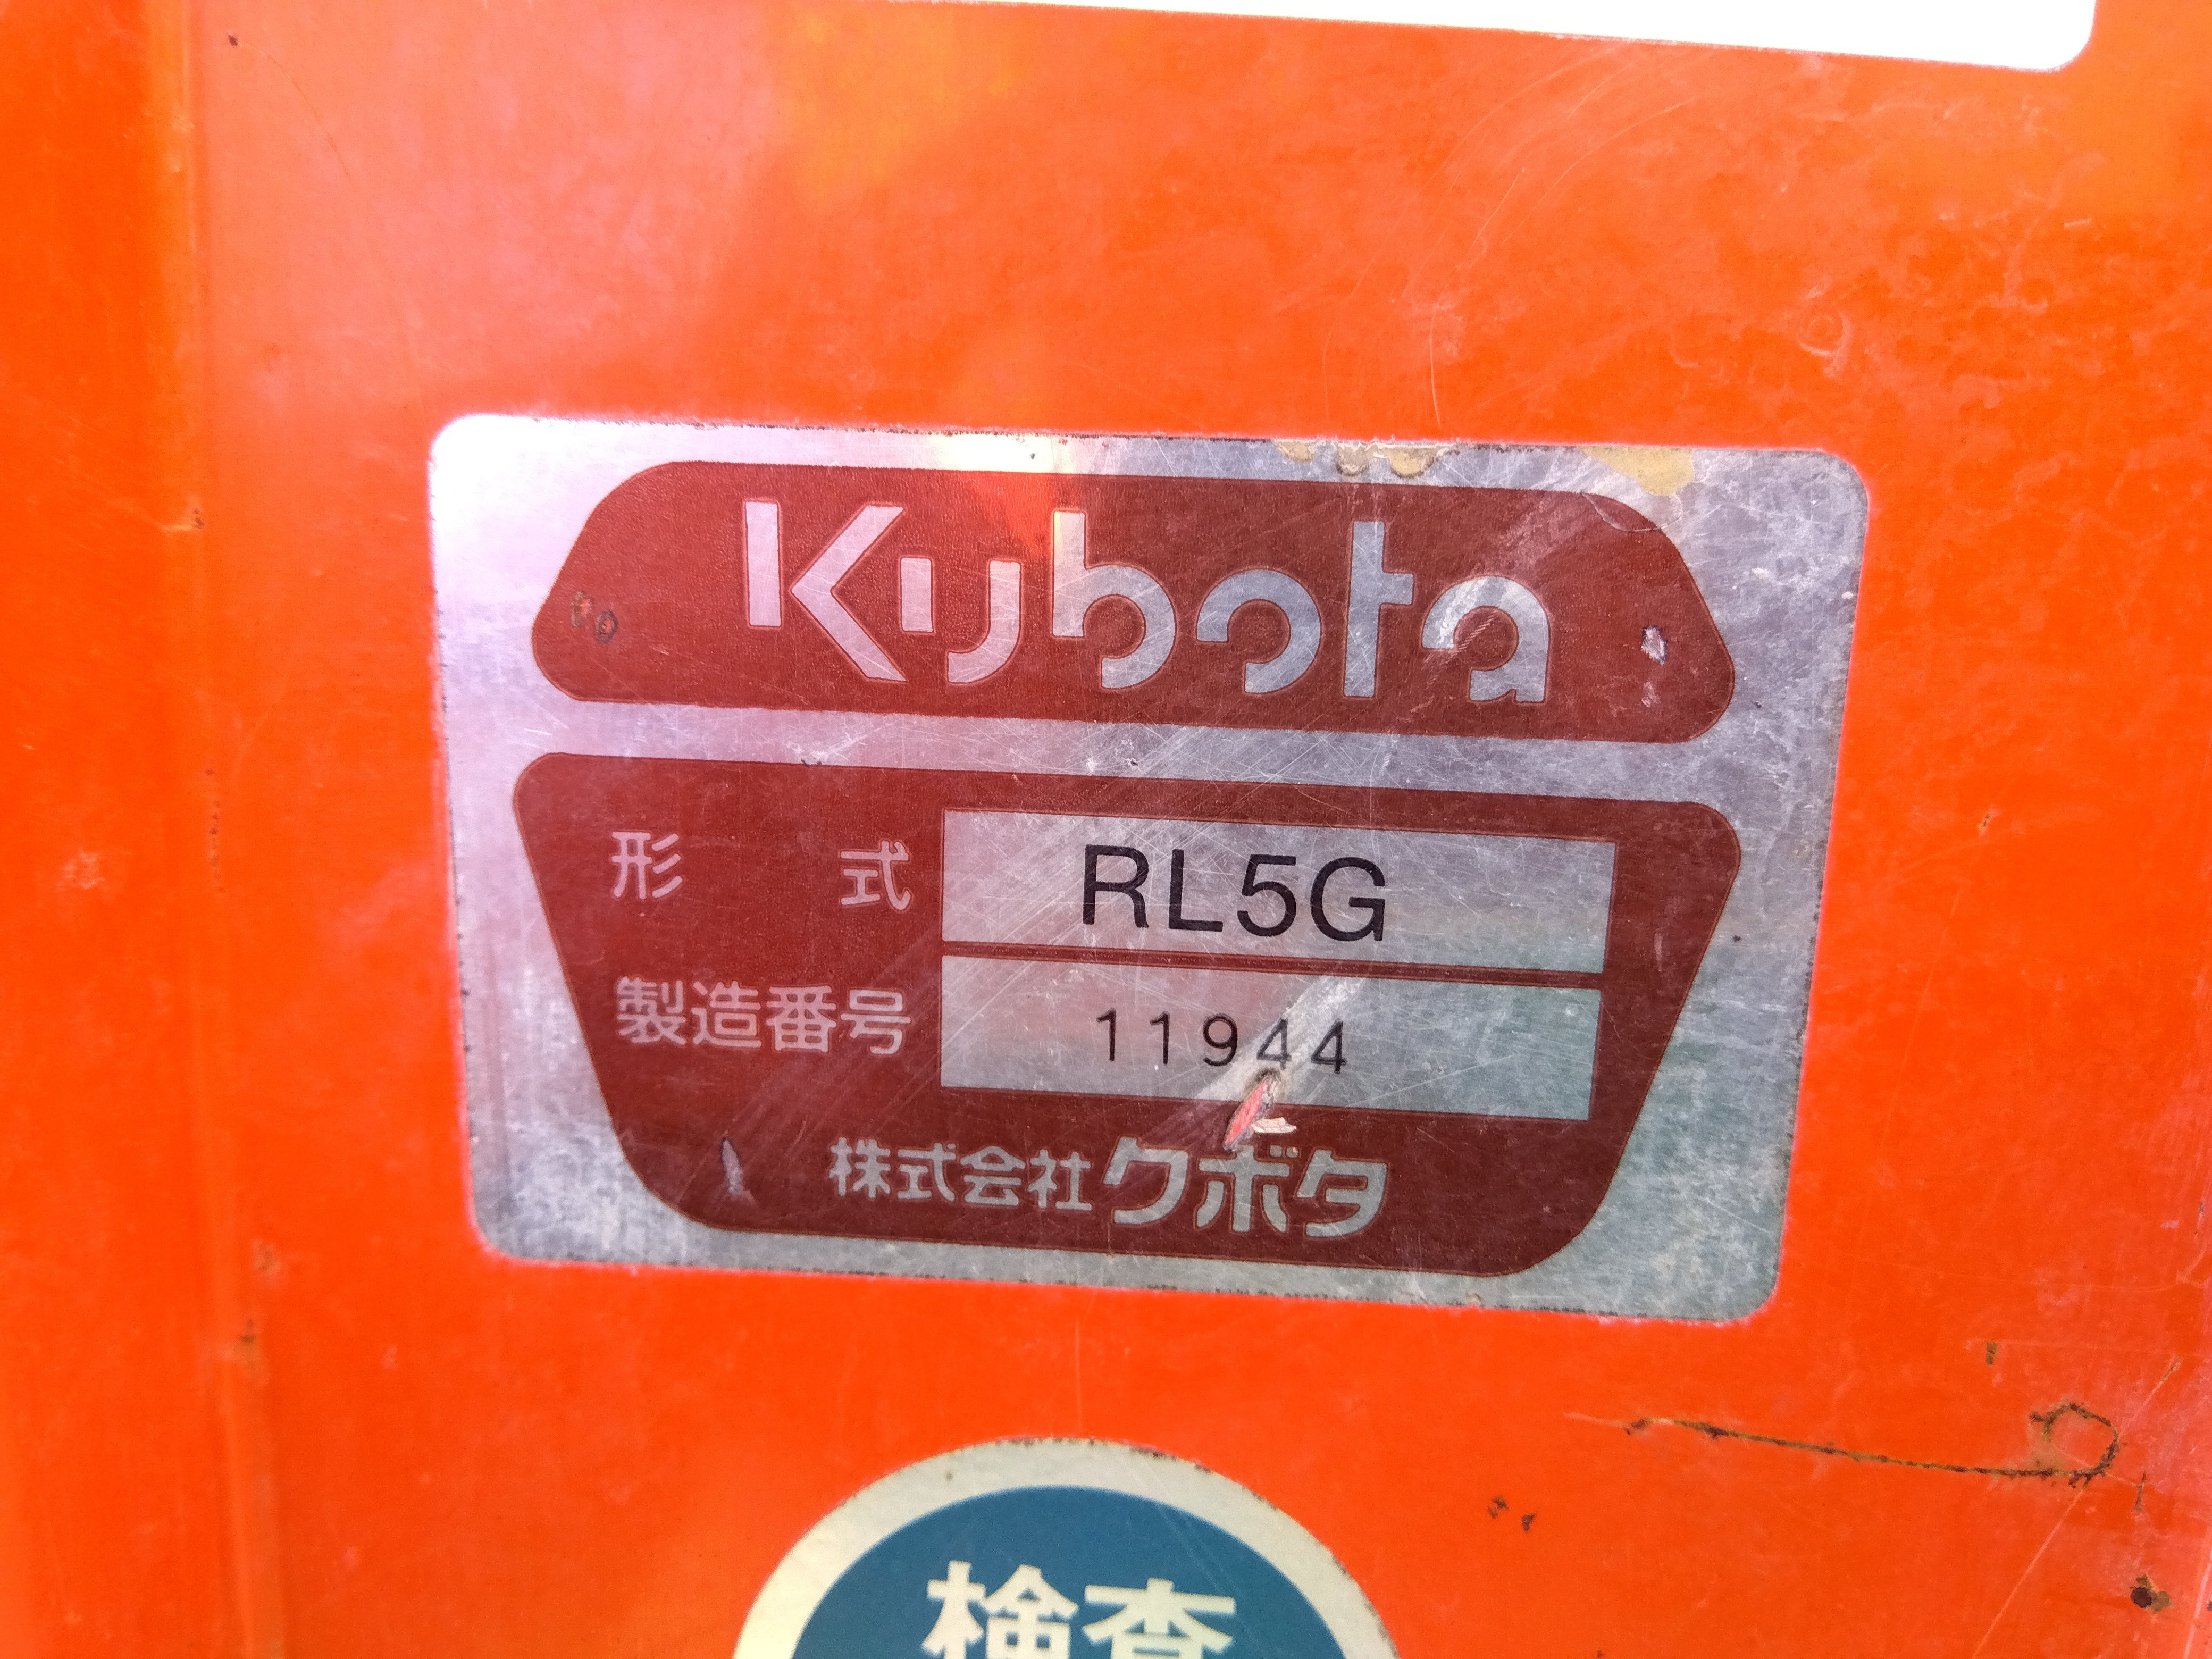 Kubota
形式 RL5G
製造番号 11944
株式会社クボタ
検査